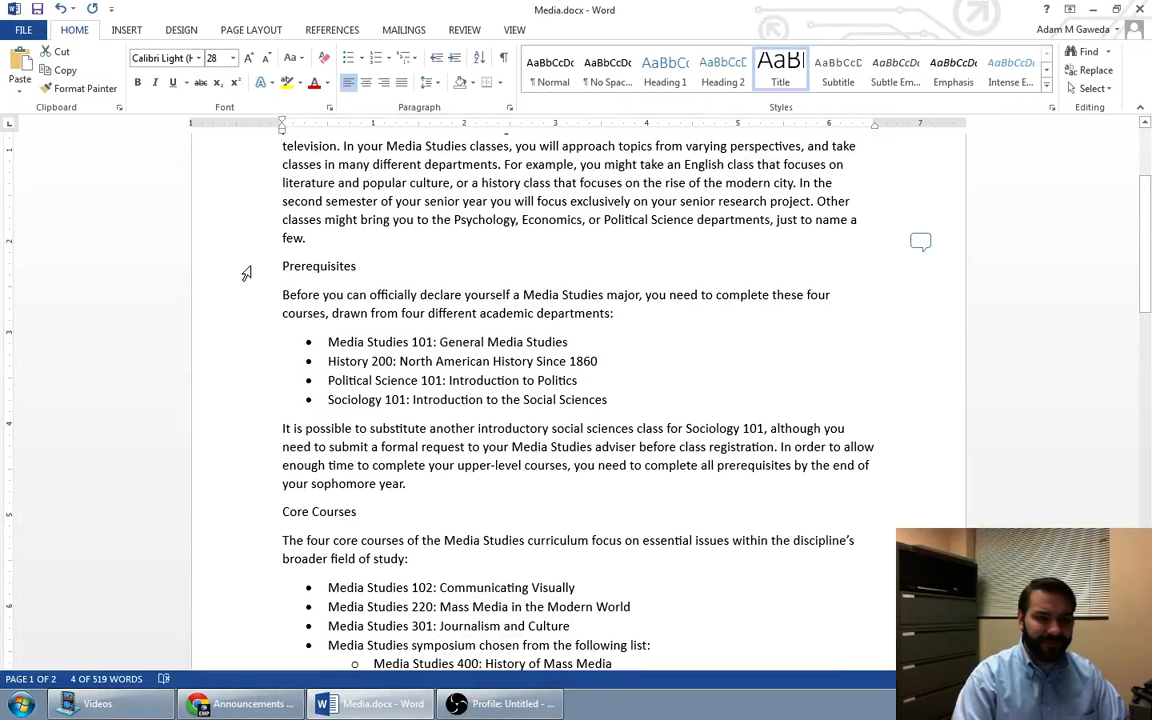 Media.docx - Word
Adam M Gaweda
FILE HOME INSERT DESIGN PAGE LAYOUT REFERENCES MAILINGS REVIEW VIEW
Paste
Cut
Copy
Format Painter
Clipboard
Calibri Light (H 28
Font
Paragraph
¶ Normal
¶ No Spac...
Heading 1
Heading 2
Title
Subtitle
Subtle Em...
Emphasis
Intense E...
Styles
Find
Replace
Select
Editing
television. In your Media Studies classes, you will approach topics from varying perspectives, and take
classes in many different departments. For example, you might take an English class that focuses on
literature and popular culture, or a history class that focuses on the rise of the modern city. In the
second semester of your senior year you will focus exclusively on your senior research project. Other
classes might bring you to the Psychology, Economics, or Political Science departments, just to name a
few.
Prerequisites
Before you can officially declare yourself a Media Studies major, you need to complete these four
courses, drawn from four different academic departments:
• Media Studies 101: General Media Studies
• History 200: North American History Since 1860
• Political Science 101: Introduction to Politics
• Sociology 101: Introduction to the Social Sciences
It is possible to substitute another introductory social sciences class for Sociology 101, although you
need to submit a formal request to your Media Studies adviser before class registration. In order to allow
enough time to complete your upper-level courses, you need to complete all prerequisites by the end of
your sophomore year.
Core Courses
The four core courses of the Media Studies curriculum focus on essential issues within the discipline's
broader field of study:
• Media Studies 102: Communicating Visually
• Media Studies 220: Mass Media in the Modern World
• Media Studies 301: Journalism and Culture
• Media Studies symposium chosen from the following list:
o Media Studies 400: History of Mass Media
PAGE 1 OF 2 4 OF 519 WORDS
Videos
Announcements ...
Media.docx - Word
Profile: Untitled - ...